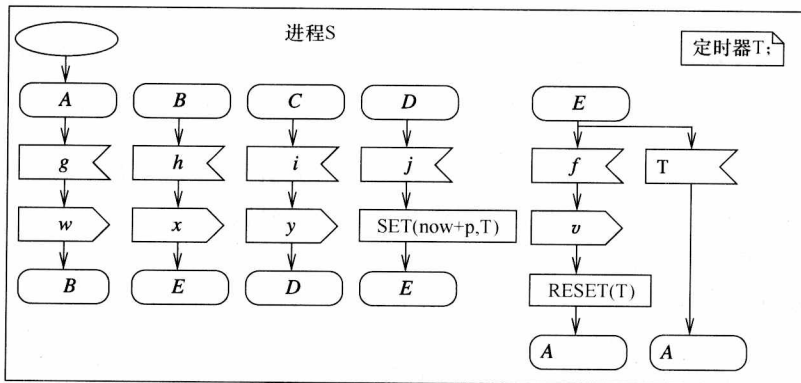 进程S
定时器T;
A B C D E
g h i j f T
w x y SET(now+p,T) v
B E D E RESET(T)
A A